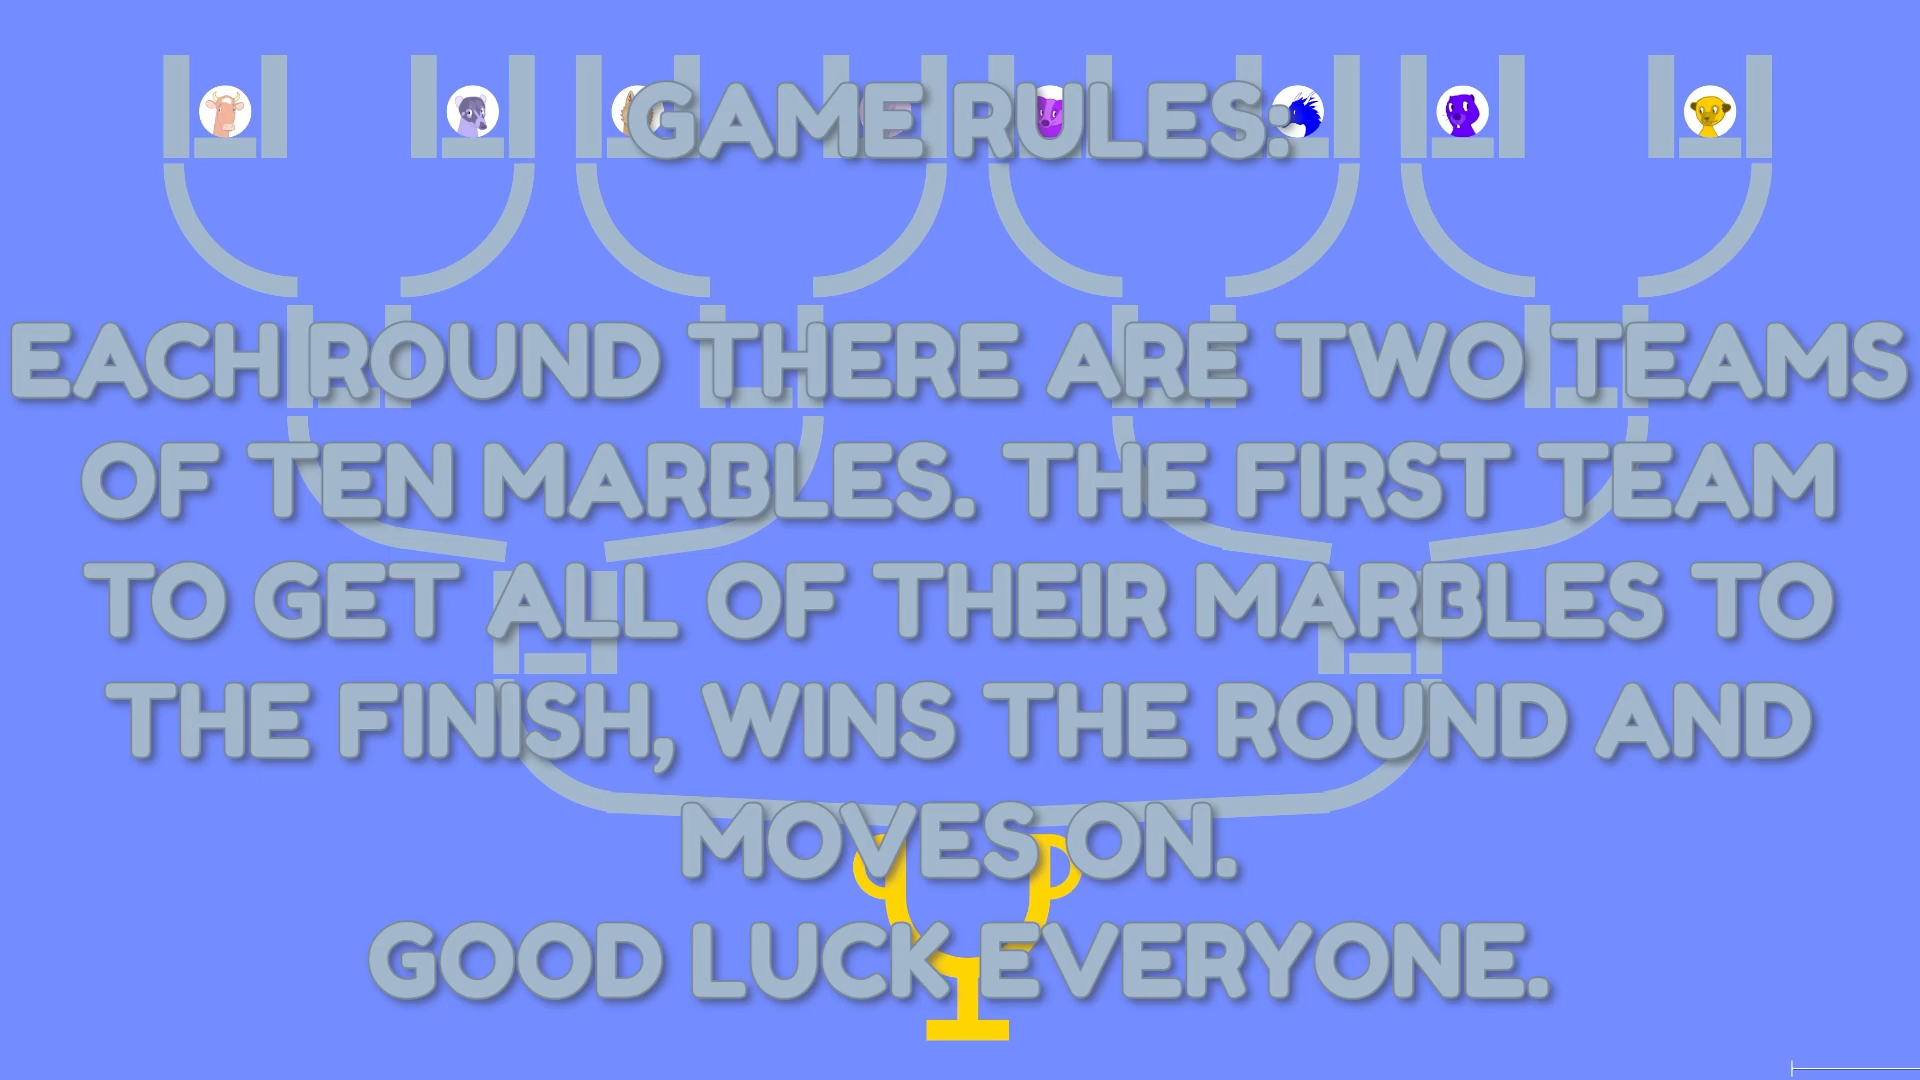 GAME RULES:
EACH ROUND THERE ARE TWO TEAMS
OF TEN MARBLES. THE FIRST TEAM
TO GET ALL OF THEIR MARBLES TO
THE FINISH, WINS THE ROUND AND
MOVES ON.
GOOD LUCK EVERYONE.